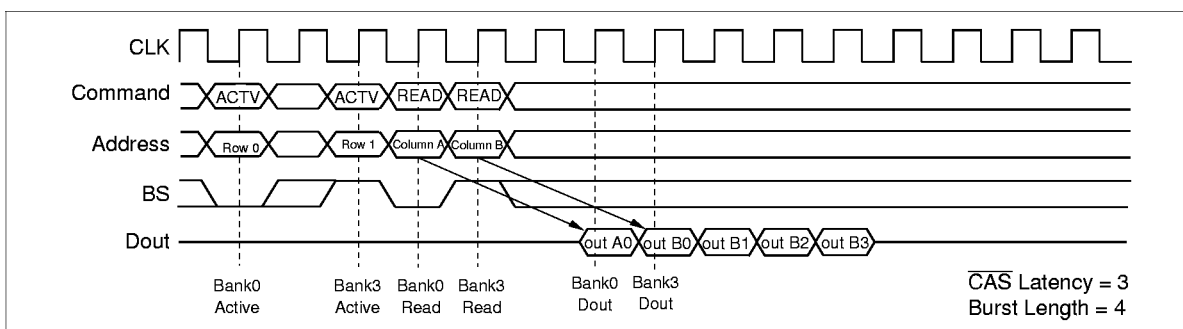 CLK
Command ACTV ACTV READ READ
Address Row 0 Row 1 Column A Column B
BS
Dout out A0 out B0 out B1 out B2 out B3
Bank0 Active
Bank3 Active
Bank0 Read
Bank3 Read
Bank0 Dout
Bank3 Dout
CAS Latency = 3
Burst Length = 4